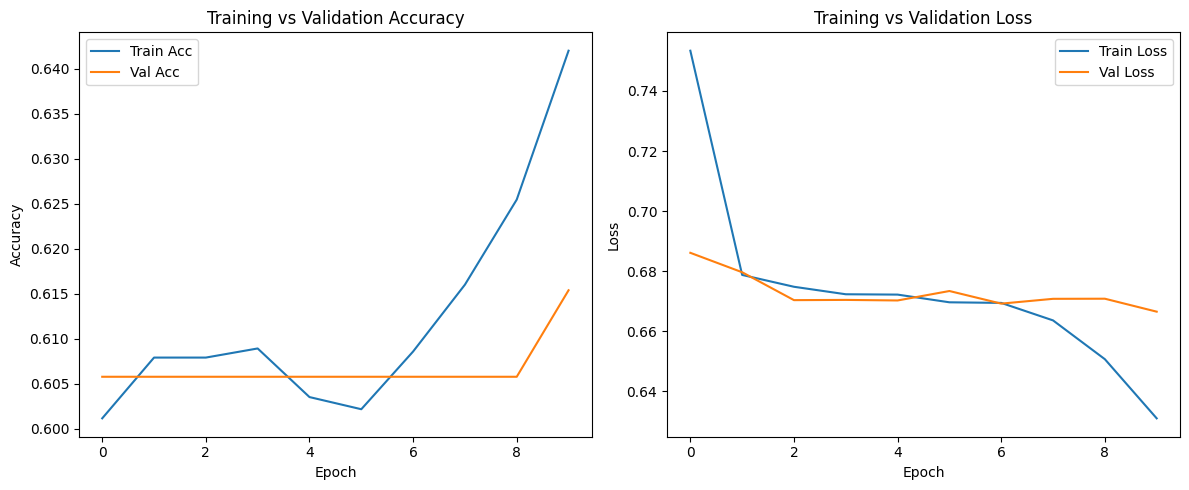 Training vs Validation Accuracy
Train Acc
Val Acc
0.640
0.635
0.630
0.625
0.620
0.615
0.610
0.605
0.600
Accuracy
0 2 4 6 8
Epoch
Training vs Validation Loss
Train Loss
Val Loss
0.74
0.72
0.70
0.68
0.66
0.64
Loss
0 2 4 6 8
Epoch